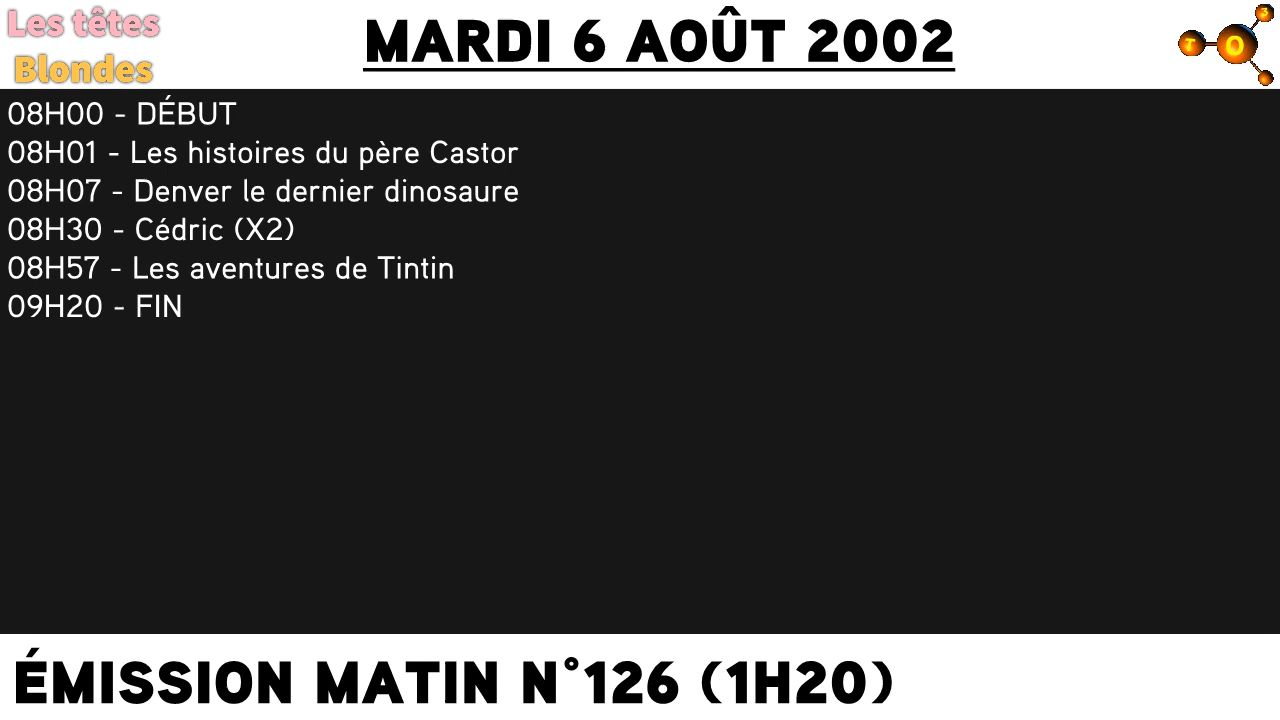 Les têtes
Blondes
MARDI 6 AOÛT 2002
T O 3
08H00 - DÉBUT
08H01 - Les histoires du père Castor
08H07 - Denver le dernier dinosaure
08H30 - Cédric (X2)
08H57 - Les aventures de Tintin
09H20 - FIN
ÉMISSION MATIN N°126 (1H20)